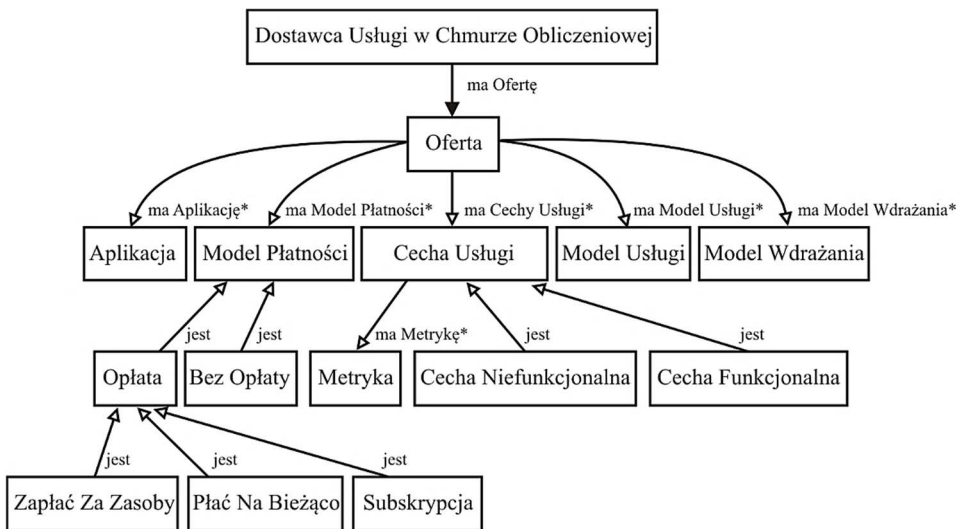 Dostawca Usługi w Chmurze Obliczeniowej
ma Ofertę
Oferta
ma Aplikację*
ma Model Płatności*
ma Cechy Usługi*
ma Model Usługi*
ma Model Wdrażania*
Aplikacja
Model Płatności
Cecha Usługi
Model Usługi
Model Wdrażania
jest
jest
ma Metrykę*
jest
jest
Opłata
Bez Opłaty
Metryka
Cecha Niefunkcjonalna
Cecha Funkcjonalna
jest
jest
jest
Zapłać Za Zasoby
Płać Na Bieżąco
Subskrypcja